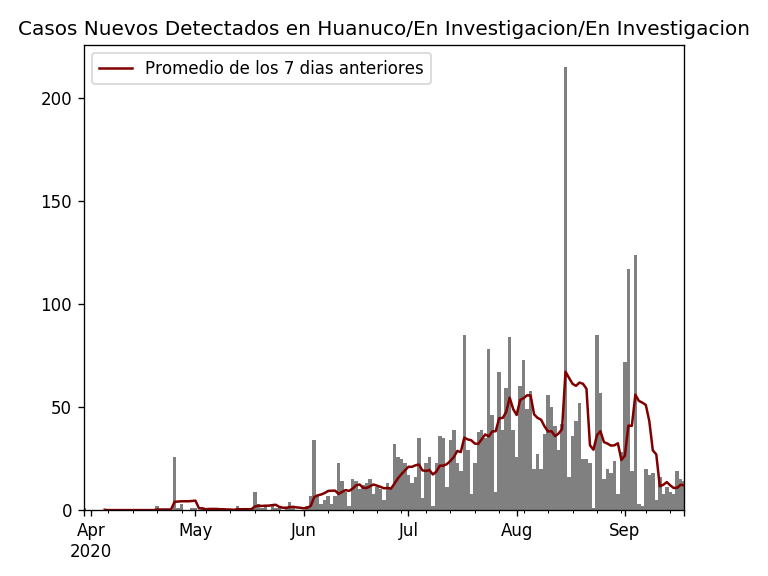 Casos Nuevos Detectados en Huanuco/En Investigacion/En Investigacion
Promedio de los 7 dias anteriores
200
150
100
50
0
Apr May Jun Jul Aug Sep
2020